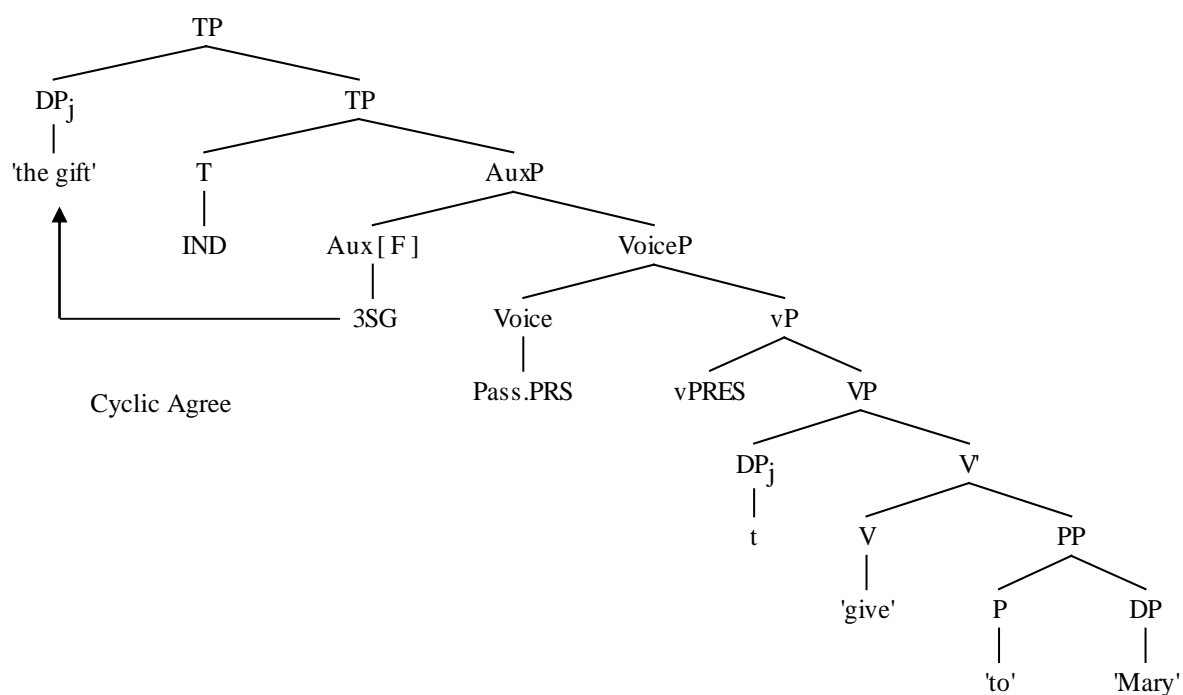 TP
DPj TP
'the gift' T AuxP
IND Aux[ F ] VoiceP
3SG Voice vP
Cyclic Agree Pass.PRS vPRES VP
DPj V'
t V PP
'give' P DP
'to' 'Mary'